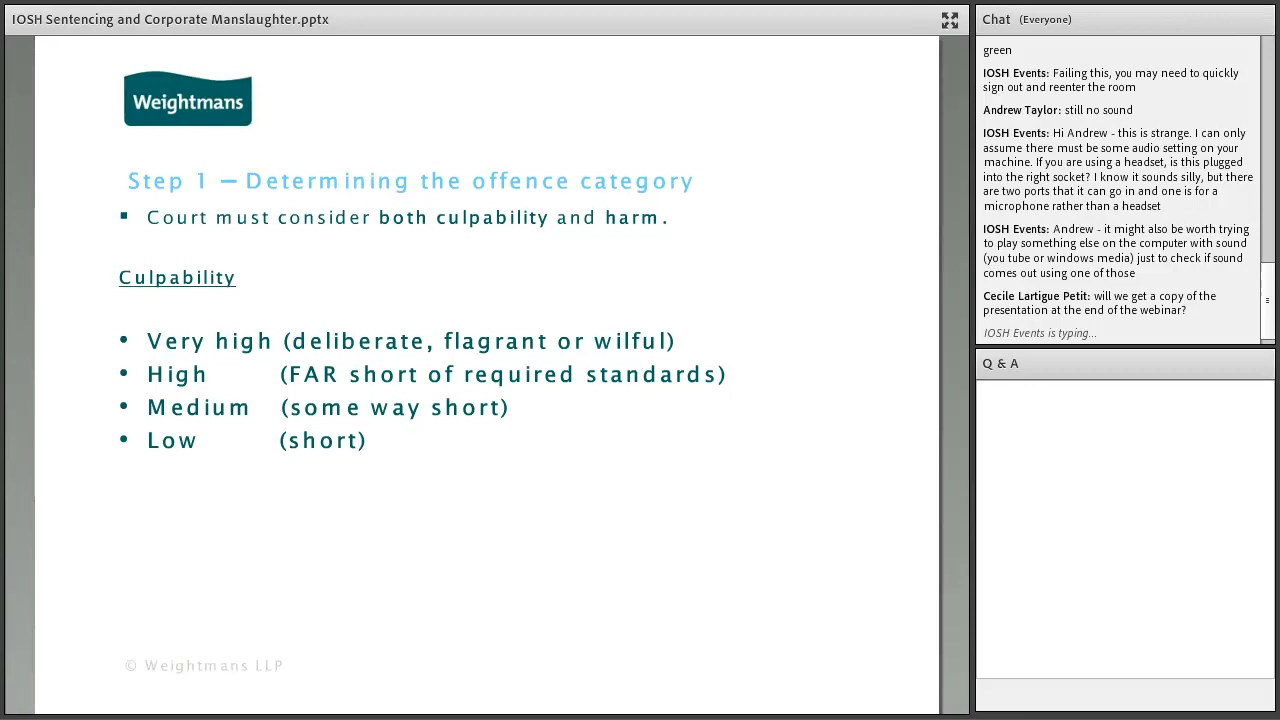 IOSH Sentencing and Corporate Manslaughter.pptx
Weightmans
Step 1 — Determining the offence category
▪ Court must consider both culpability and harm.
Culpability
• Very high (deliberate, flagrant or wilful)
• High (FAR short of required standards)
• Medium (some way short)
• Low (short)
© Weightmans LLP
Chat (Everyone)
green
IOSH Events: Failing this, you may need to quickly
sign out and reenter the room
Andrew Taylor: still no sound
IOSH Events: Hi Andrew - this is strange. I can only
assume there must be some audio setting on your
machine. If you are using a headset, is this plugged
into the right socket? I know it sounds silly, but there
are two ports that it can go in and one is for a
microphone rather than a headset
IOSH Events: Andrew - it might also be worth trying
to play something else on the computer with sound
(you tube or windows media) just to check if sound
comes out using one of those
Cecile Lartigue Petit: will we get a copy of the
presentation at the end of the webinar?
IOSH Events is typing...
Q & A